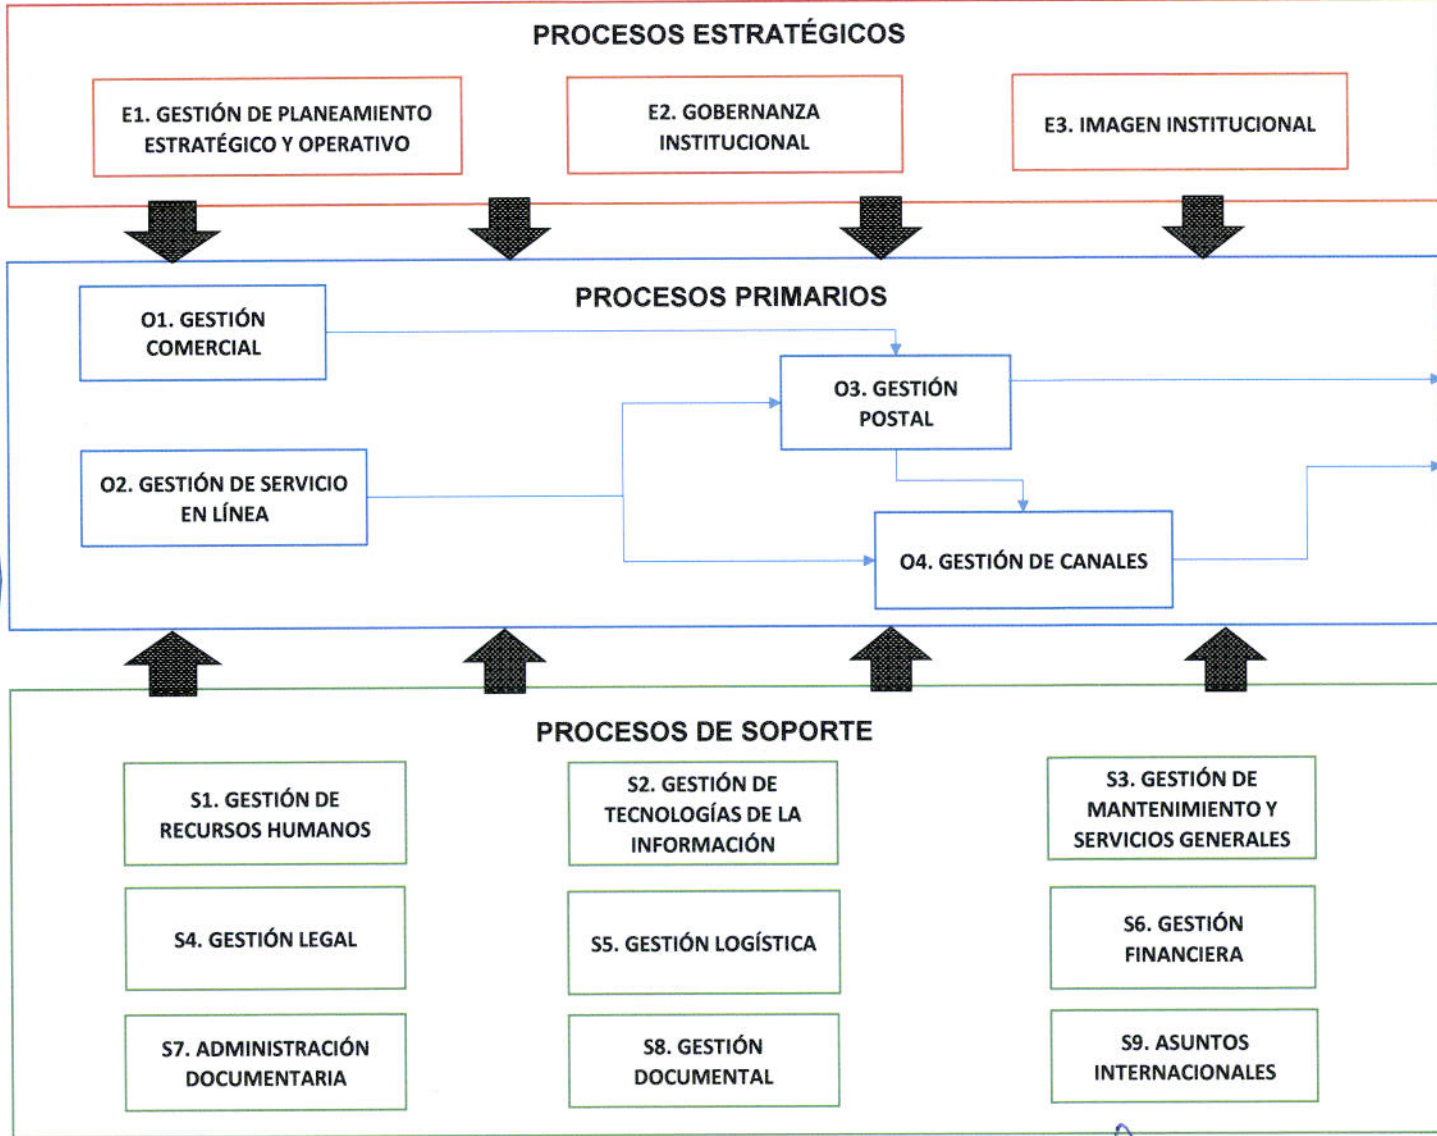 PROCESOS ESTRATÉGICOS
E1. GESTIÓN DE PLANEAMIENTO
ESTRATÉGICO Y OPERATIVO
E2. GOBERNANZA
INSTITUCIONAL
E3. IMAGEN INSTITUCIONAL
PROCESOS PRIMARIOS
O1. GESTIÓN
COMERCIAL
O3. GESTIÓN
POSTAL
O2. GESTIÓN DE SERVICIO
EN LÍNEA
O4. GESTIÓN DE CANALES
PROCESOS DE SOPORTE
S1. GESTIÓN DE
RECURSOS HUMANOS
S2. GESTIÓN DE
TECNOLOGÍAS DE LA
INFORMACIÓN
S3. GESTIÓN DE
MANTENIMIENTO Y
SERVICIOS GENERALES
S4. GESTIÓN LEGAL
S5. GESTIÓN LOGÍSTICA
S6. GESTIÓN
FINANCIERA
S7. ADMINISTRACIÓN
DOCUMENTARIA
S8. GESTIÓN
DOCUMENTAL
S9. ASUNTOS
INTERNACIONALES